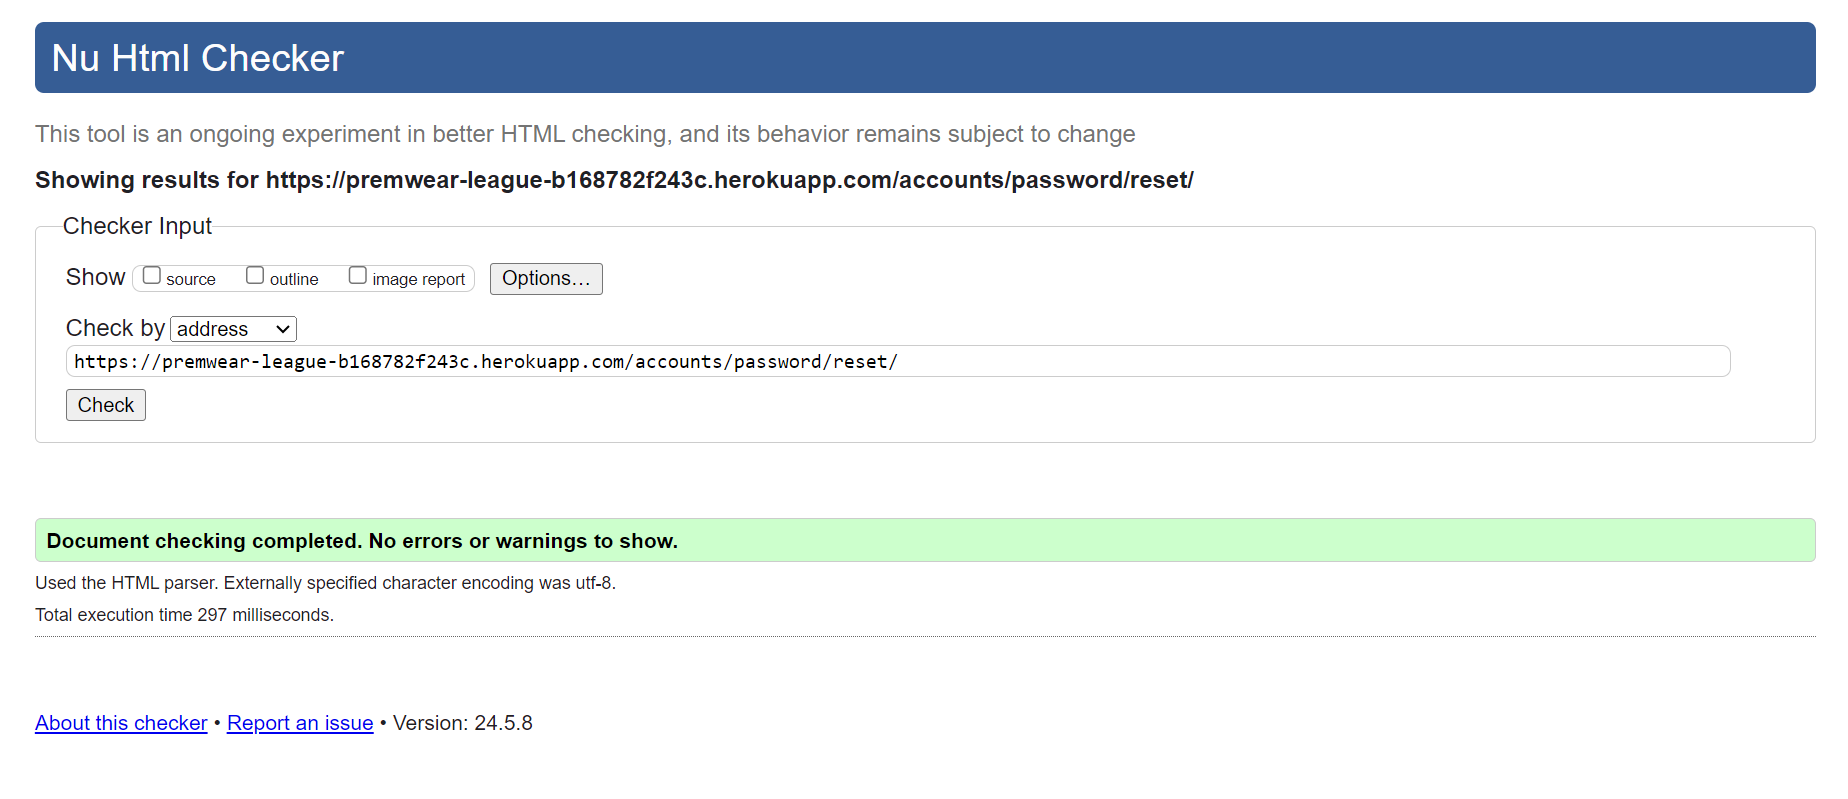 Nu Html Checker
This tool is an ongoing experiment in better HTML checking, and its behavior remains subject to change
Showing results for https://premwear-league-b168782f243c.herokuapp.com/accounts/password/reset/
Checker Input
Show source outline image report Options...
Check by address
https://premwear-league-b168782f243c.herokuapp.com/accounts/password/reset/
Check
Document checking completed. No errors or warnings to show.
Used the HTML parser. Externally specified character encoding was utf-8.
Total execution time 297 milliseconds.
About this checker • Report an issue • Version: 24.5.8